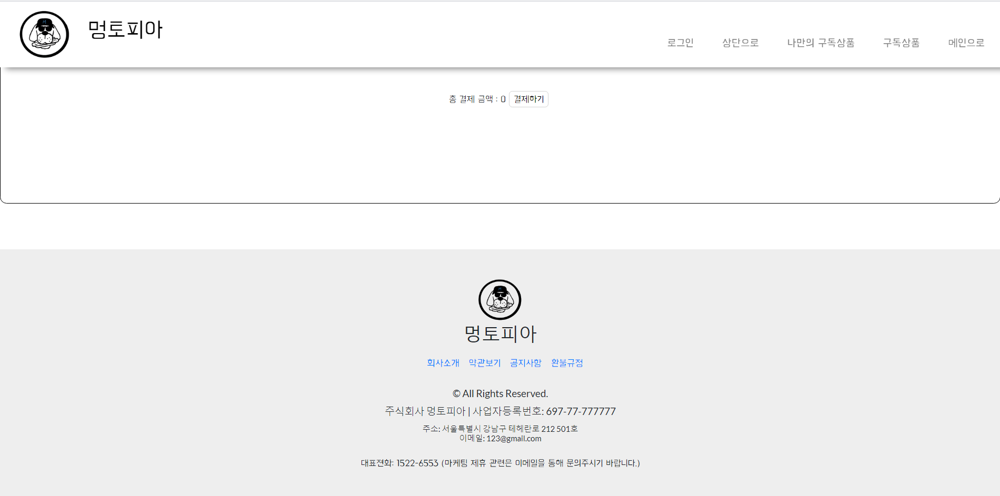 멍토피아
로그인 상단으로 나만의 구독상품 구독상품 메인으로
총 결제 금액 : 0 결제하기
멍토피아
회사소개 약관보기 공지사항 환불규정
© All Rights Reserved.
주식회사 멍토피아 | 사업자등록번호: 697-77-777777
주소: 서울특별시 강남구 테헤란로 212 501호
이메일: 123@gmail.com
대표전화: 1522-6553 (마케팅 제휴 관련은 이메일을 통해 문의주시기 바랍니다.)